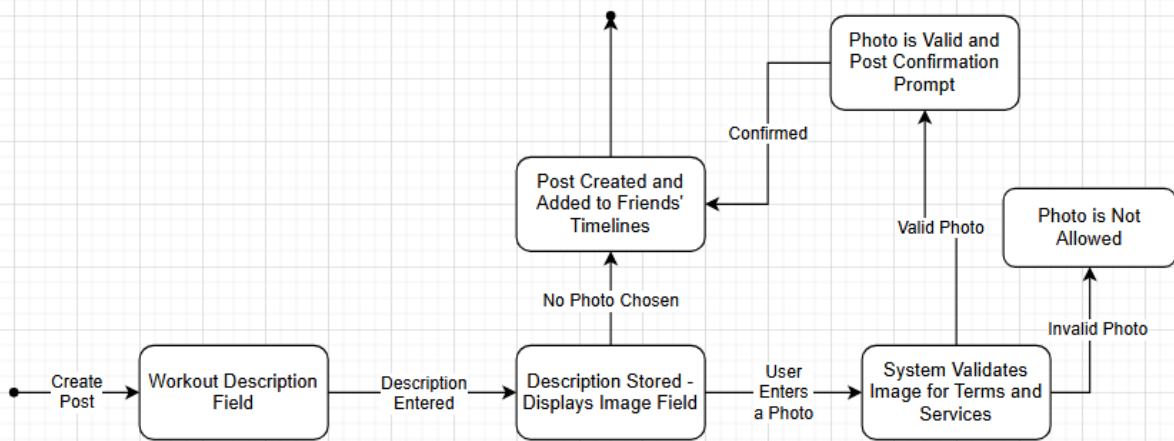 Photo is Valid and
Post Confirmation
Prompt
Confirmed
Post Created and
Added to Friends'
Timelines
Photo is Not
Allowed
Valid Photo
No Photo Chosen
Invalid Photo
Create
Post
Workout Description
Field
Description
Entered
Description Stored -
Displays Image Field
User
Enters
a Photo
System Validates
Image for Terms and
Services